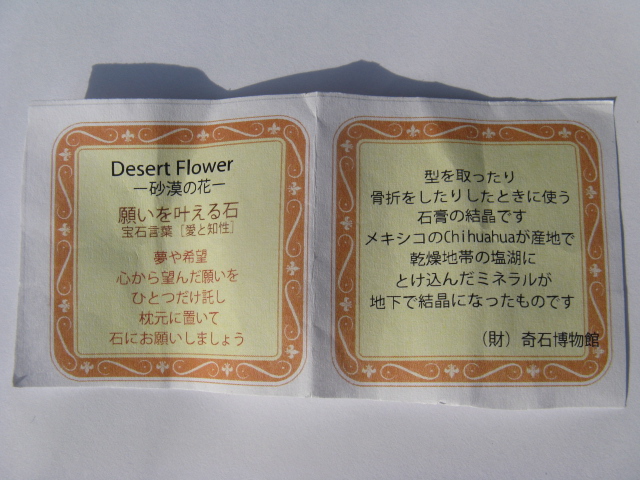 Desert Flower
ー砂漠の花ー
願いを叶える石
宝石言葉［愛と知性］
夢や希望
心から望んだ願いを
ひとつだけ託し
枕元に置いて
石にお願いしましょう
型を取ったり
骨折をしたりしたときに使う
石膏の結晶です
メキシコのChihuahuaが産地で
乾燥地帯の塩湖に
とけ込んだミネラルが
地下で結晶になったものです
（財）奇石博物館